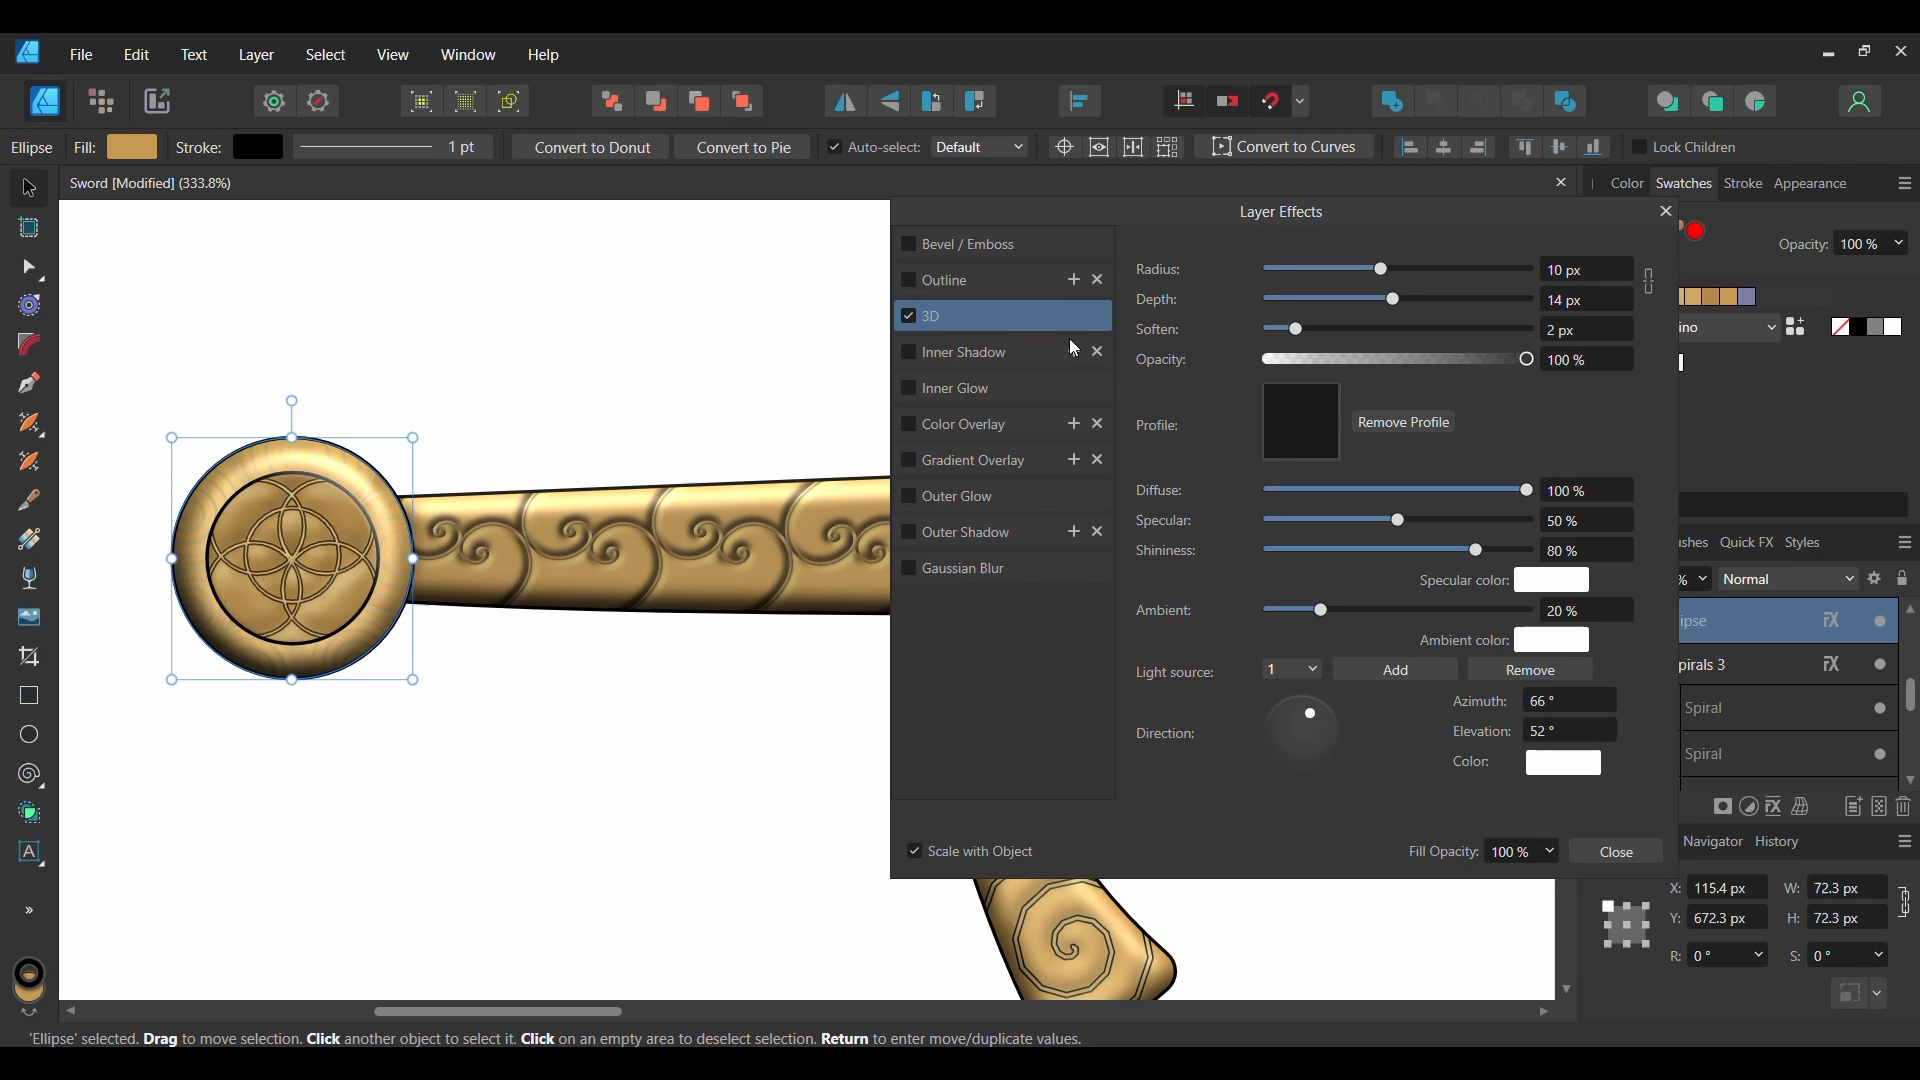 File Edit Text Layer Select View Window Help
Ellipse Fill: Stroke: 1 pt Convert to Donut Convert to Pie Auto-select: Default Convert to Curves Lock Children
Sword [Modified] (333.8%)
Color Swatches Stroke Appearance
Layer Effects
Opacity: 100 %
Bevel / Emboss
Outline
3D
Inner Shadow
Inner Glow
Color Overlay
Gradient Overlay
Outer Glow
Outer Shadow
Gaussian Blur
Radius: 10 px
Depth: 14 px
Soften: 2 px
Opacity: 100 %
Profile: Remove Profile
Diffuse: 100 %
Specular: 50 %
Shininess: 80 %
Specular color:
Ambient: 20 %
Ambient color:
Light source: 1 Add Remove
Azimuth: 66 °
Direction:
Elevation: 52 °
Color:
Scale with Object
Fill Opacity: 100 % Close
Quick FX Styles
% Normal
FX
pirals 3 FX
Spiral
Spiral
FX
Navigator History
X: 115.4 px W: 72.3 px
Y: 672.3 px H: 72.3 px
R: 0 ° S: 0 °
A
'Ellipse' selected. Drag to move selection. Click another object to select it. Click on an empty area to deselect selection. Return to enter move/duplicate values.